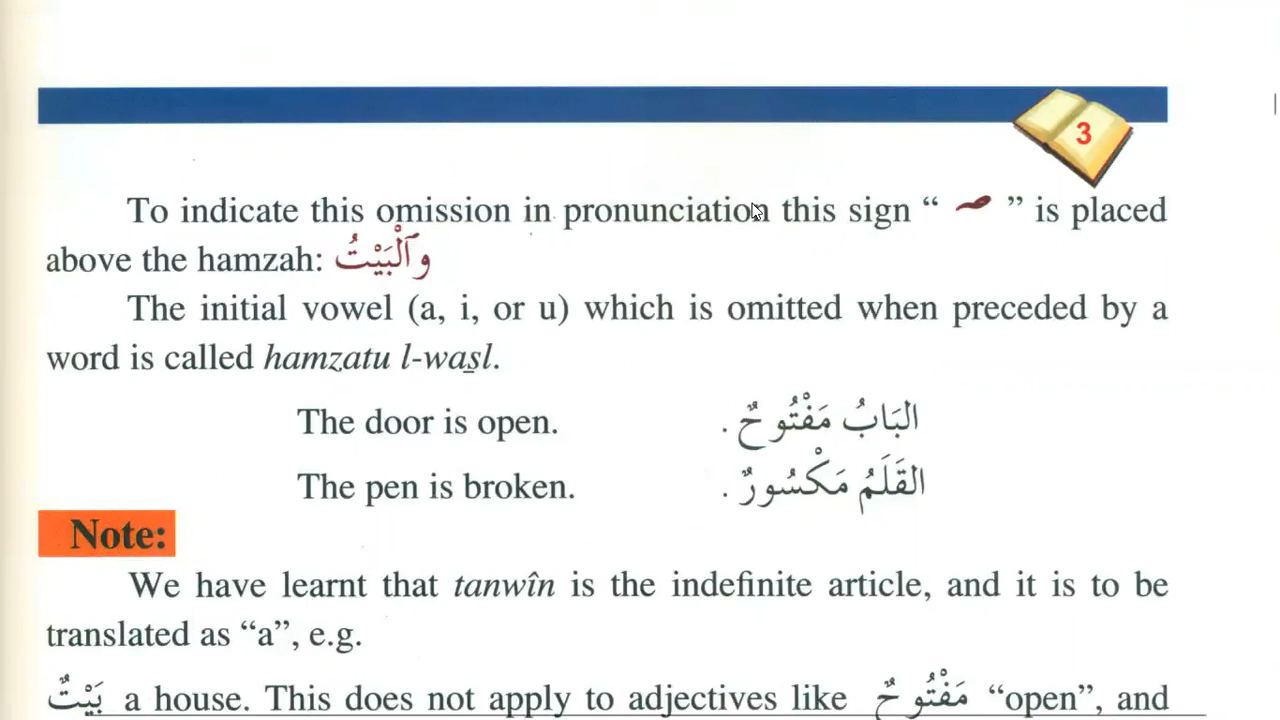 3
To indicate this omission in pronunciation this sign “ ” is placed
above the hamzah: وَٱلْبَيْتُ
The initial vowel (a, i, or u) which is omitted when preceded by a
word is called hamzatu l-waṣl.
The door is open. البَابُ مَفْتُوحٌ .
The pen is broken. القَلَمُ مَكْسُورٌ .
Note:
We have learnt that tanwîn is the indefinite article, and it is to be
translated as “a”, e.g.
بَيْتٌ a house. This does not apply to adjectives like مَفْتُوحٌ “open”, and